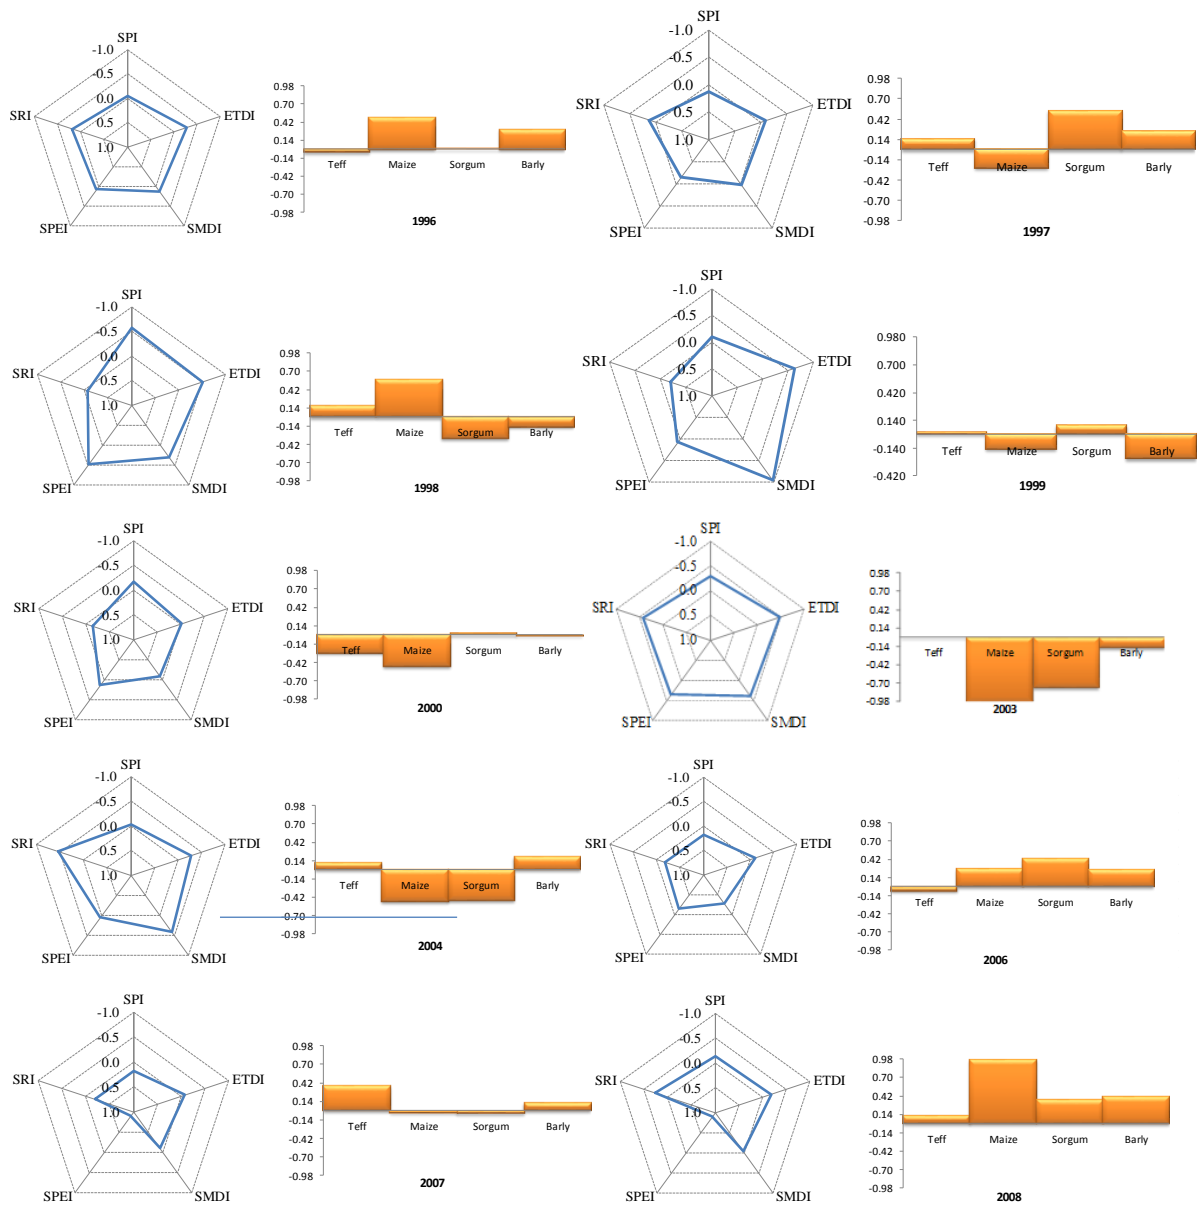 SPI
-1.0
-0.5
0.0
0.5
1.0
SRI
ETDI
SPEI
SMDI
0.98
0.70
0.42
0.14
-0.14
-0.42
-0.70
-0.98
Teff Maize Sorgum Barly
1996
SPI
-1.0
-0.5
0.0
0.5
1.0
SRI
ETDI
SPEI
SMDI
0.98
0.70
0.42
0.14
-0.14
-0.42
-0.70
-0.98
Teff Maize Sorgum Barly
1997
SPI
-1.0
-0.5
0.0
0.5
1.0
SRI
ETDI
SPEI
SMDI
0.98
0.70
0.42
0.14
-0.14
-0.42
-0.70
-0.98
Teff Maize Sorgum Barly
1998
SPI
-1.0
-0.5
0.0
0.5
1.0
SRI
ETDI
SPEI
SMDI
0.980
0.700
0.420
0.140
-0.140
-0.420
Teff Maize Sorgum Barly
1999
SPI
-1.0
-0.5
0.0
0.5
1.0
SRI
ETDI
SPEI
SMDI
0.98
0.70
0.42
0.14
-0.14
-0.42
-0.70
-0.98
Teff Maize Sorgum Barly
2000
SPI
-1.0
-0.5
0.0
0.5
1.0
SRI
ETDI
SPEI
SMDI
0.98
0.70
0.42
0.14
-0.14
-0.42
-0.70
-0.98
Teff Maize Sorgum Barly
2003
SPI
-1.0
-0.5
0.0
0.5
1.0
SRI
ETDI
SPEI
SMDI
0.98
0.70
0.42
0.14
-0.14
-0.42
-0.70
-0.98
Teff Maize Sorgum Barly
2004
SPI
-1.0
-0.5
0.0
0.5
1.0
SRI
ETDI
SPEI
SMDI
0.98
0.70
0.42
0.14
-0.14
-0.42
-0.70
-0.98
Teff Maize Sorgum Barly
2006
SPI
-1.0
-0.5
0.0
0.5
1.0
SRI
ETDI
SPEI
SMDI
0.98
0.70
0.42
0.14
-0.14
-0.42
-0.70
-0.98
Teff Maize Sorgum Barly
2007
SPI
-1.0
-0.5
0.0
0.5
1.0
SRI
ETDI
SPEI
SMDI
0.98
0.70
0.42
0.14
-0.14
-0.42
-0.70
-0.98
Teff Maize Sorgum Barly
2008